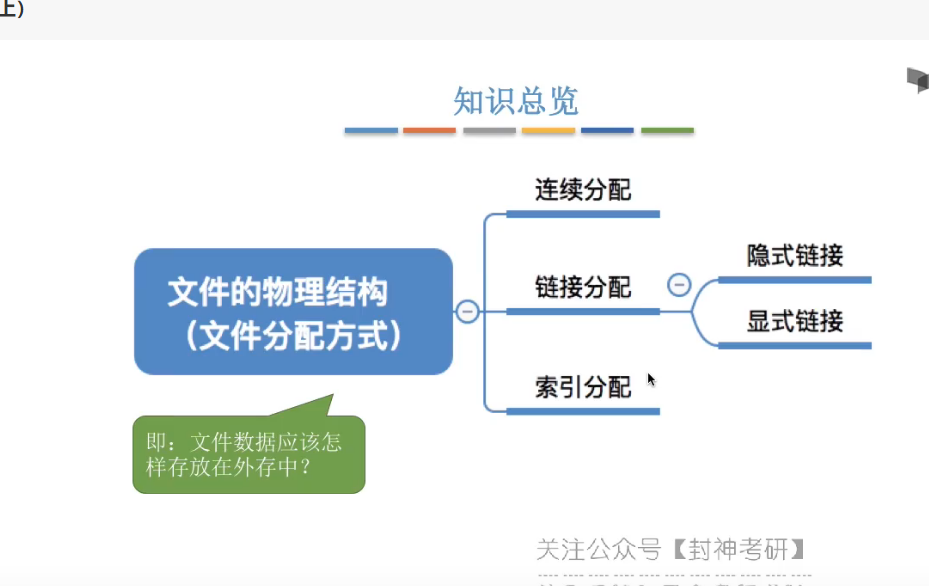 上)
知识总览
连续分配
隐式链接
文件的物理结构
（文件分配方式）
链接分配
显式链接
索引分配
即：文件数据应该怎
样存放在外存中？
关注公众号【封神考研】